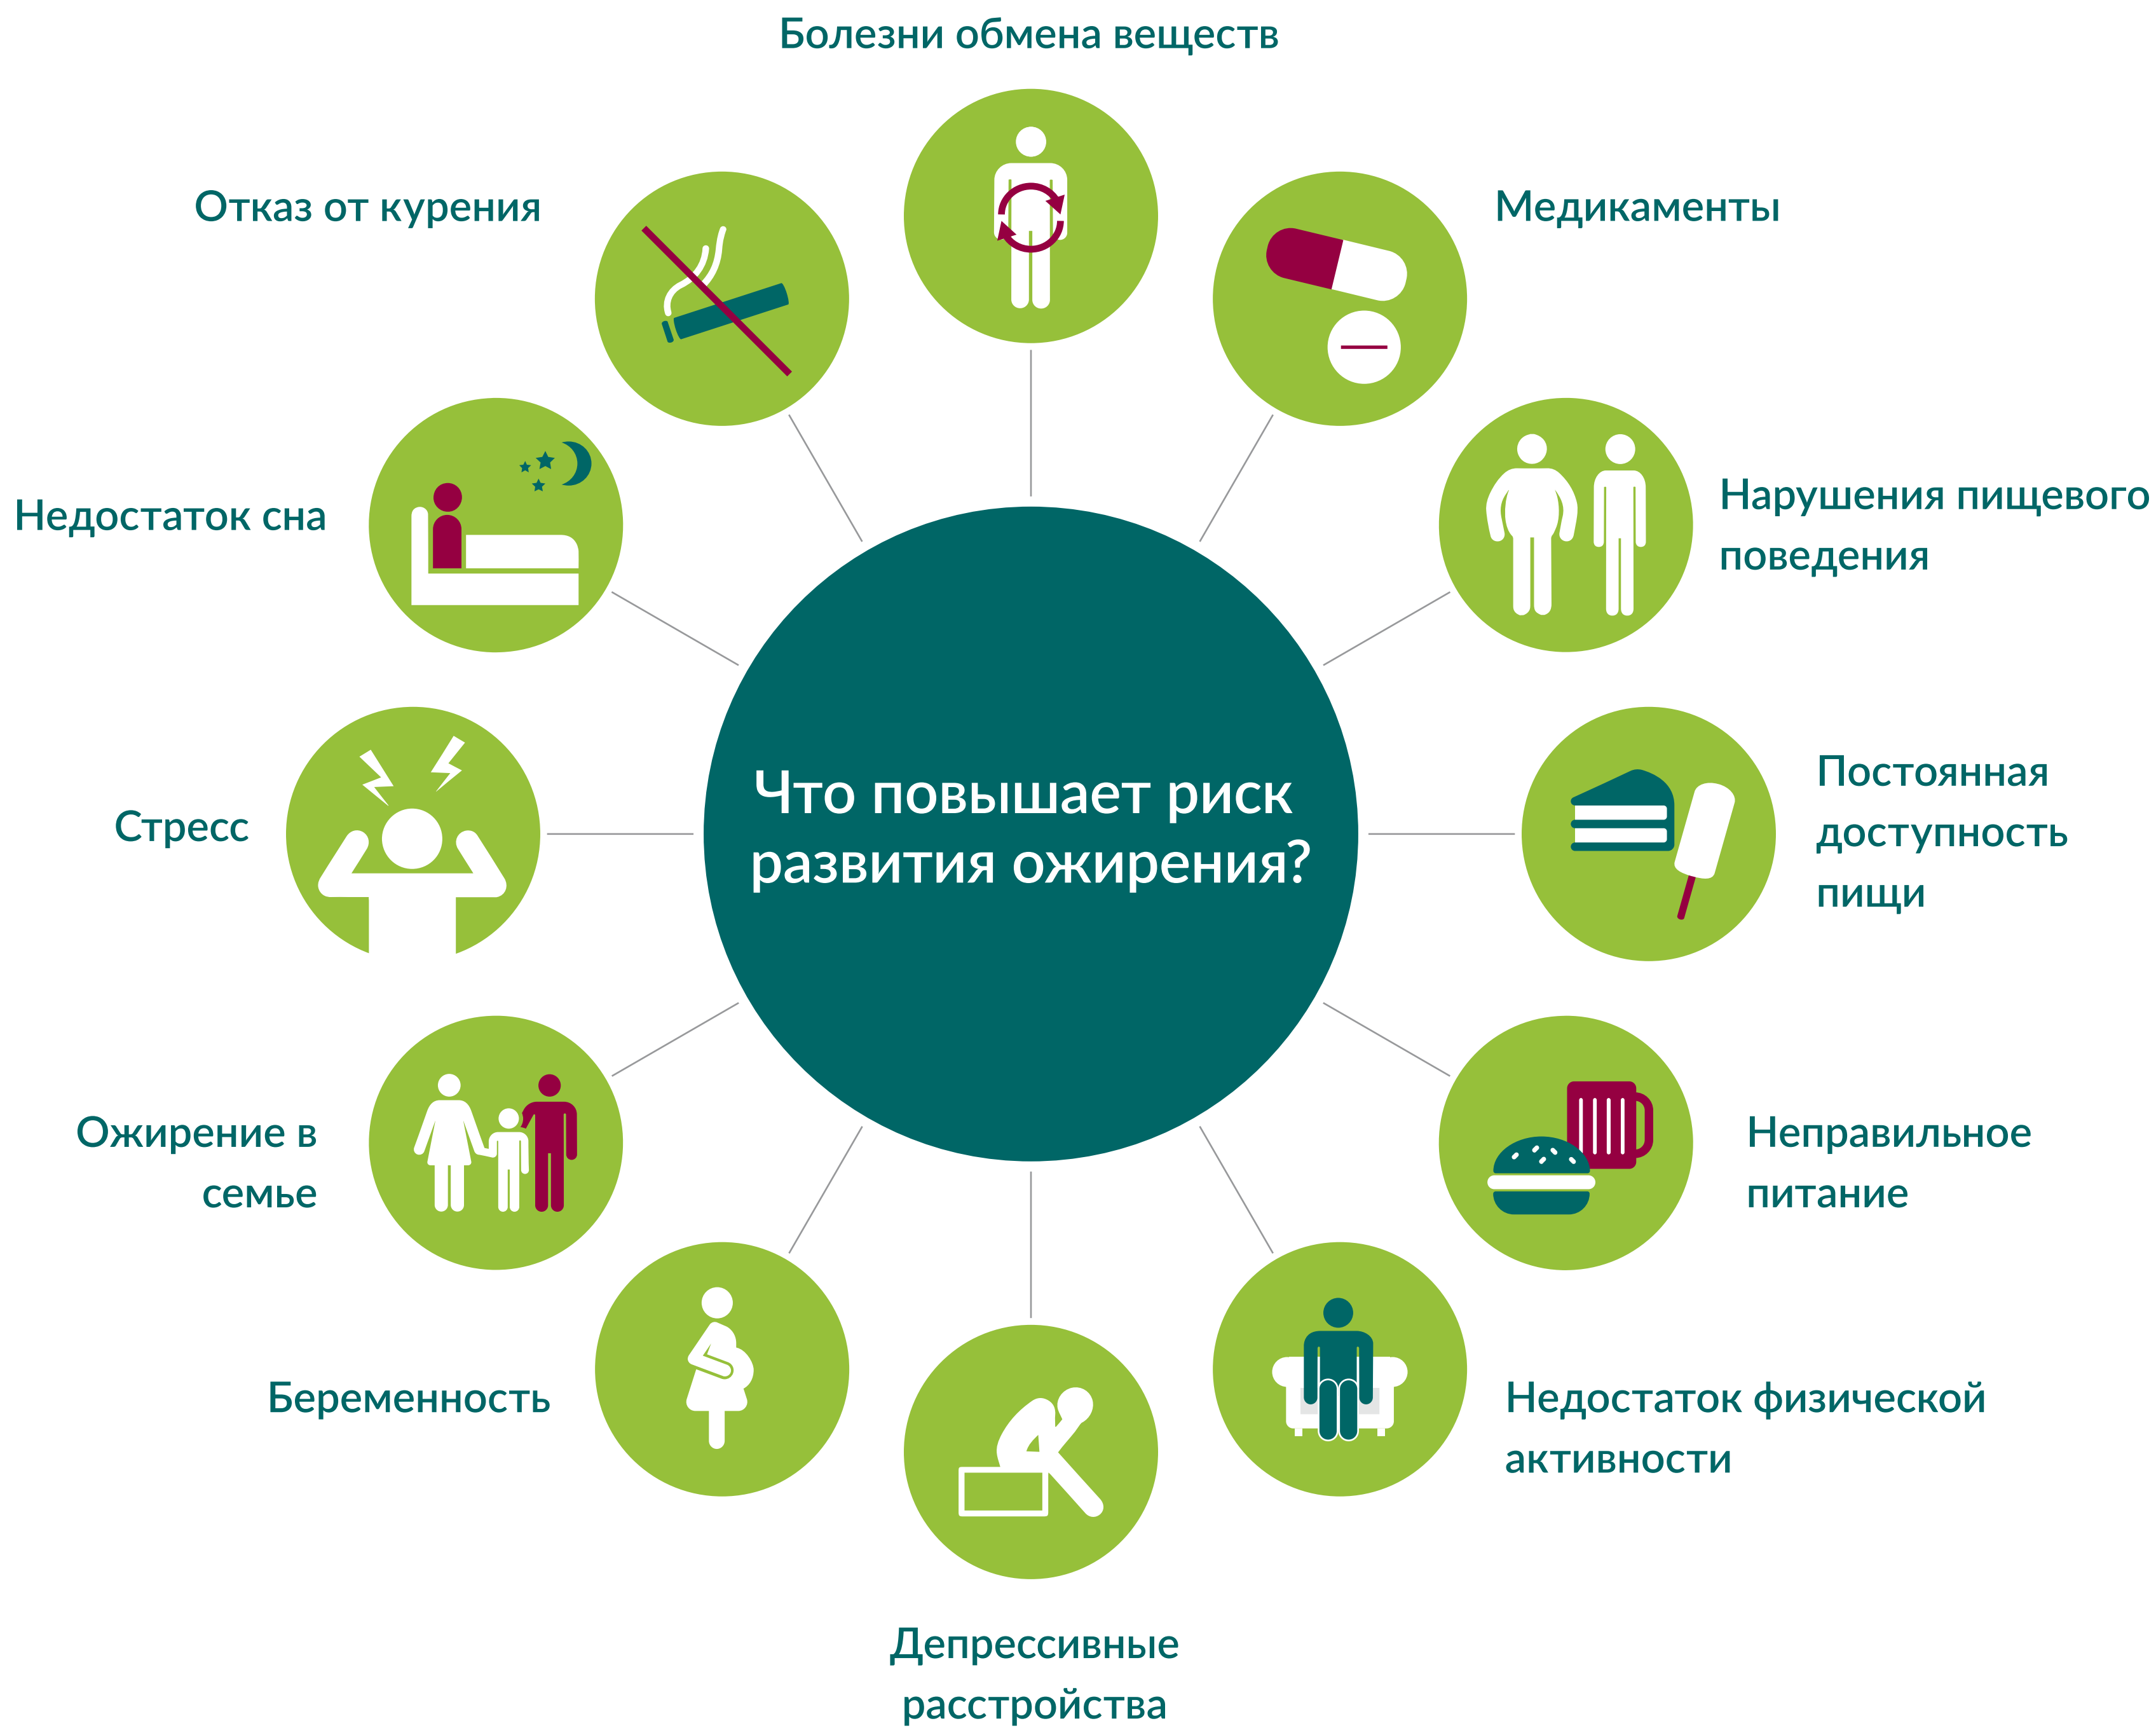 Болезни обмена веществ
Отказ от курения
Медикаменты
Недостаток сна
Нарушения пищевого
поведения
Что повышает риск
развития ожирения?
Стресс
Постоянная
доступность
пищи
Ожирение в
семье
Неправильное
питание
Беременность
Недостаток физической
активности
Депрессивные
расстройства